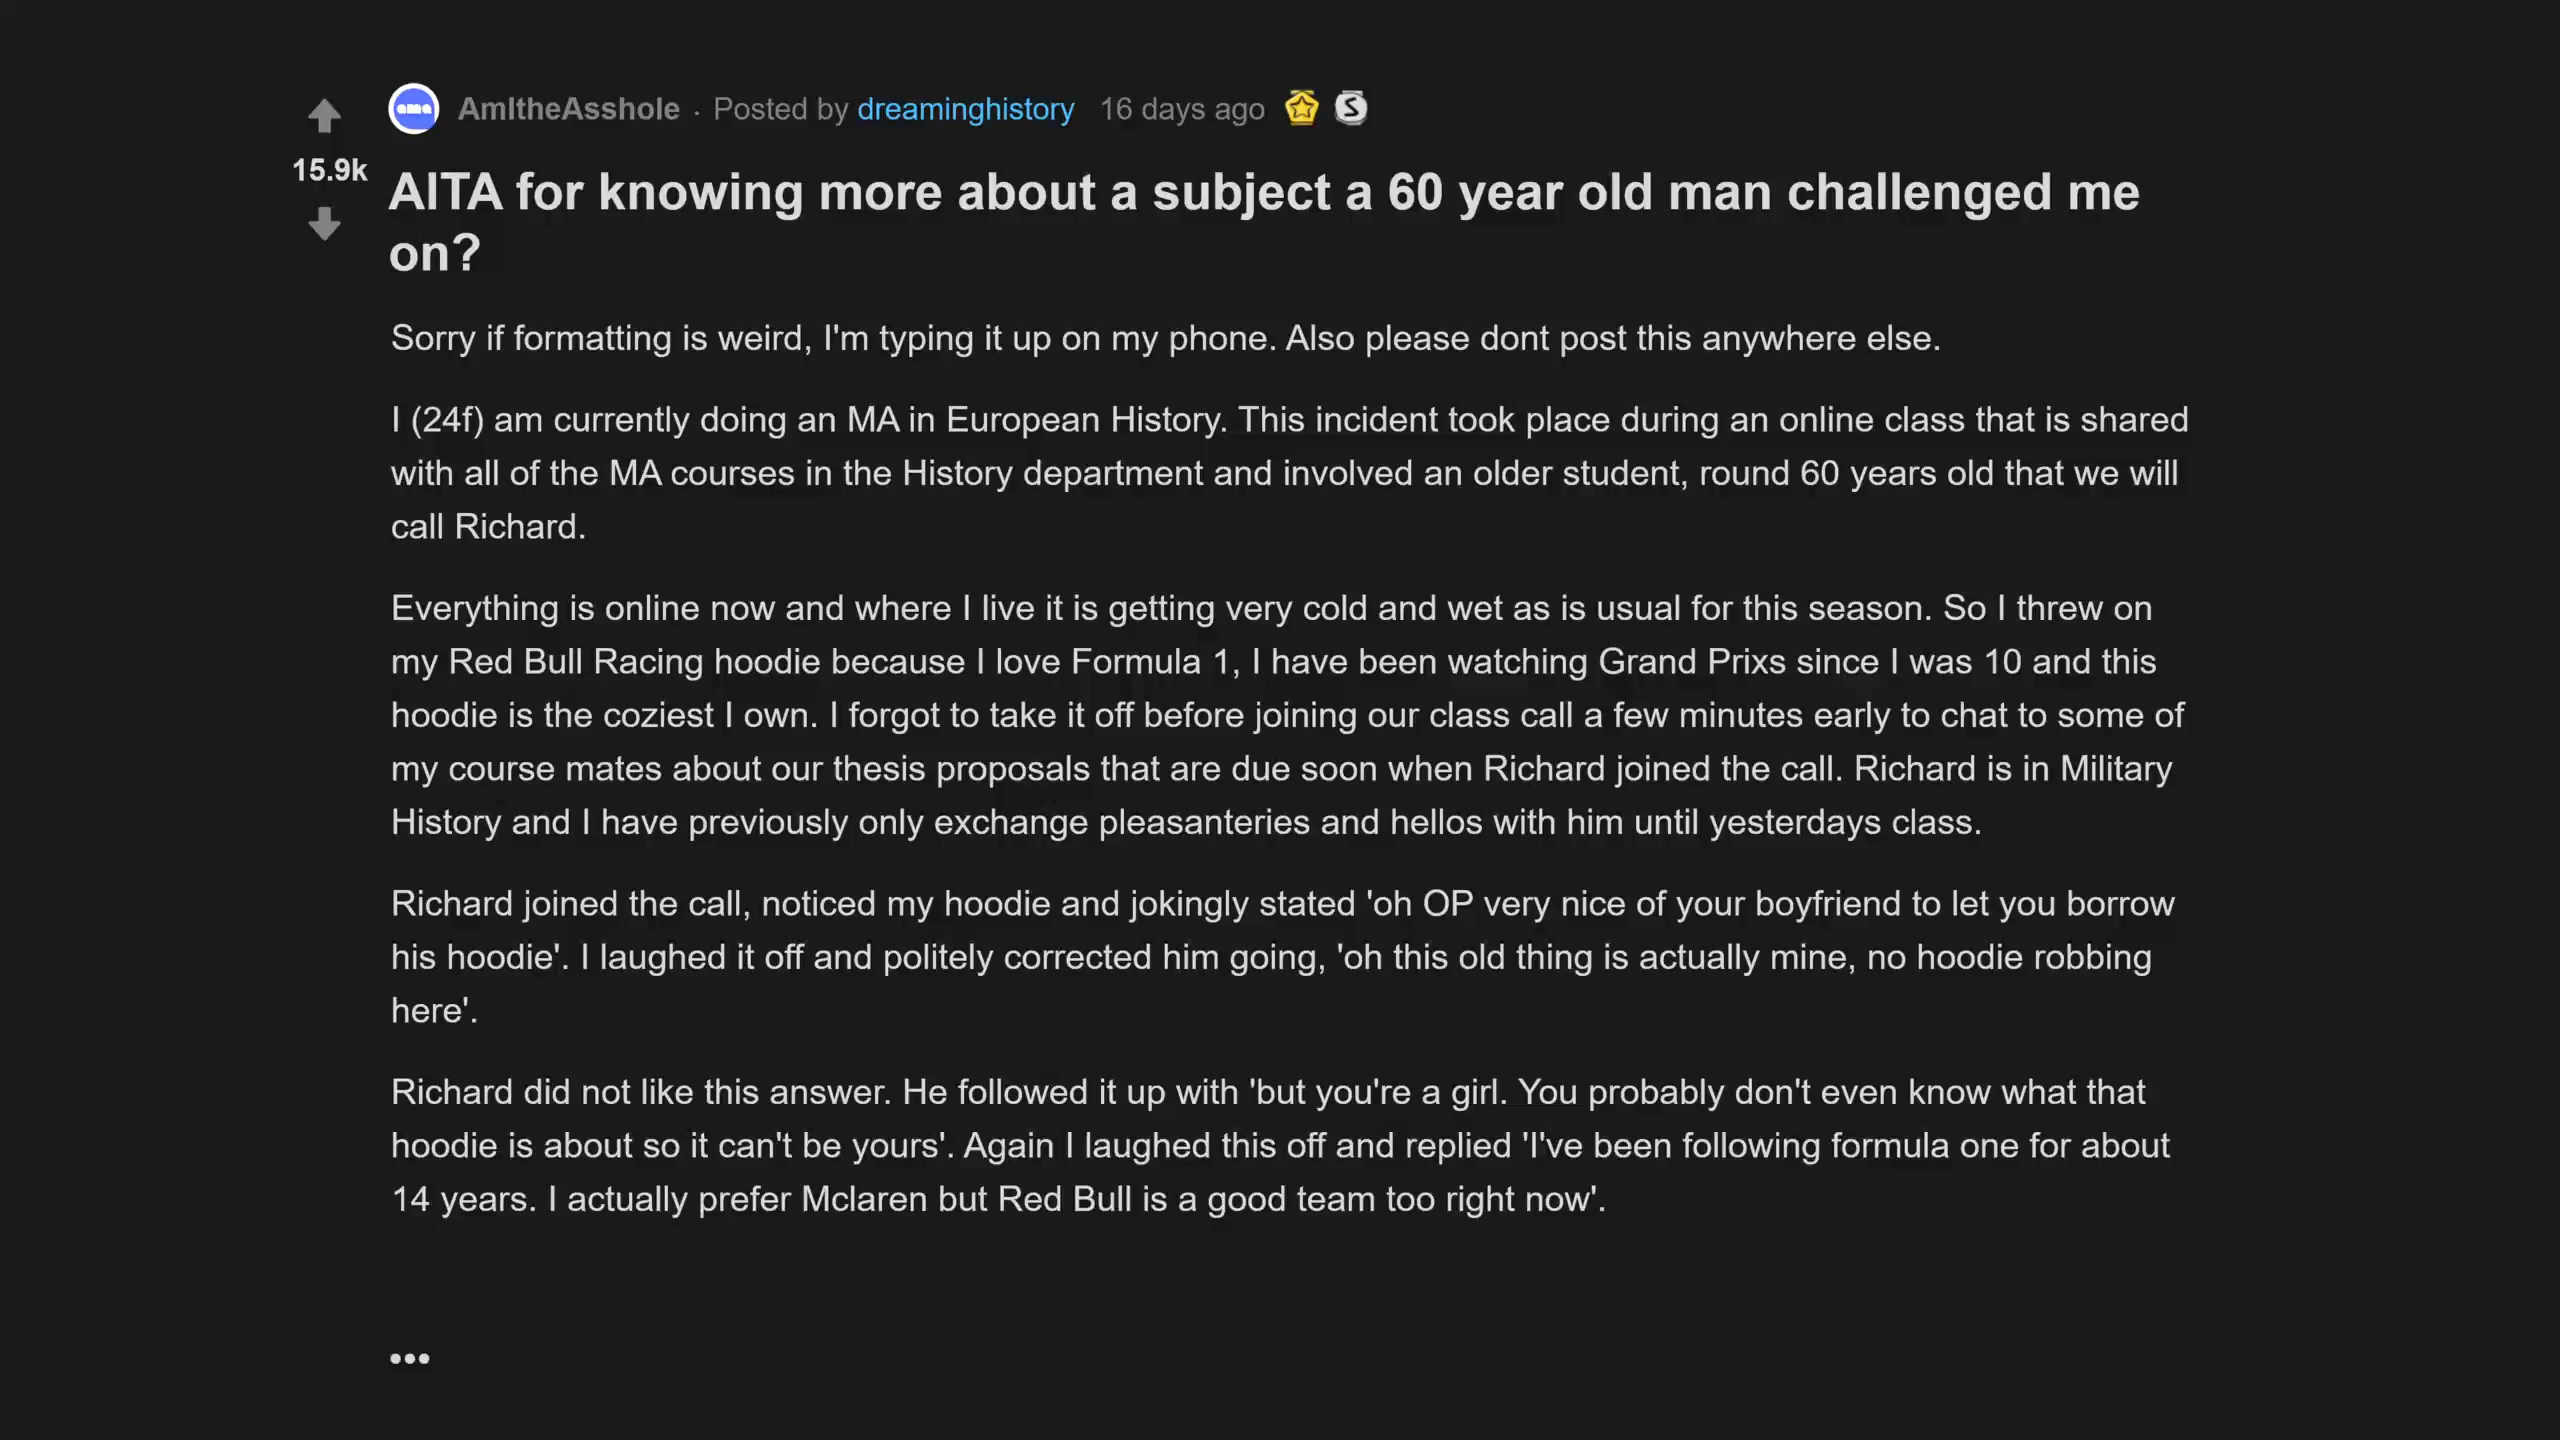 AmItheAsshole · Posted by dreaminghistory 16 days ago
15.9k
AITA for knowing more about a subject a 60 year old man challenged me
on?
Sorry if formatting is weird, I'm typing it up on my phone. Also please dont post this anywhere else.
I (24f) am currently doing an MA in European History. This incident took place during an online class that is shared
with all of the MA courses in the History department and involved an older student, round 60 years old that we will
call Richard.
Everything is online now and where I live it is getting very cold and wet as is usual for this season. So I threw on
my Red Bull Racing hoodie because I love Formula 1, I have been watching Grand Prixs since I was 10 and this
hoodie is the coziest I own. I forgot to take it off before joining our class call a few minutes early to chat to some of
my course mates about our thesis proposals that are due soon when Richard joined the call. Richard is in Military
History and I have previously only exchange pleasanteries and hellos with him until yesterdays class.
Richard joined the call, noticed my hoodie and jokingly stated 'oh OP very nice of your boyfriend to let you borrow
his hoodie'. I laughed it off and politely corrected him going, 'oh this old thing is actually mine, no hoodie robbing
here'.
Richard did not like this answer. He followed it up with 'but you're a girl. You probably don't even know what that
hoodie is about so it can't be yours'. Again I laughed this off and replied 'I've been following formula one for about
14 years. I actually prefer Mclaren but Red Bull is a good team too right now'.
•••